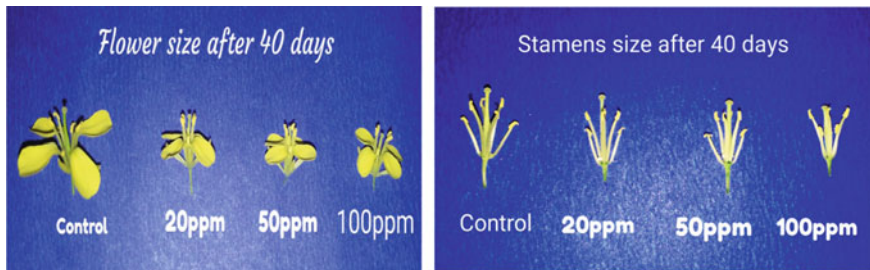 Flower size after 40 days
Control 20ppm 50ppm 100ppm
Stamens size after 40 days
Control 20ppm 50ppm 100ppm